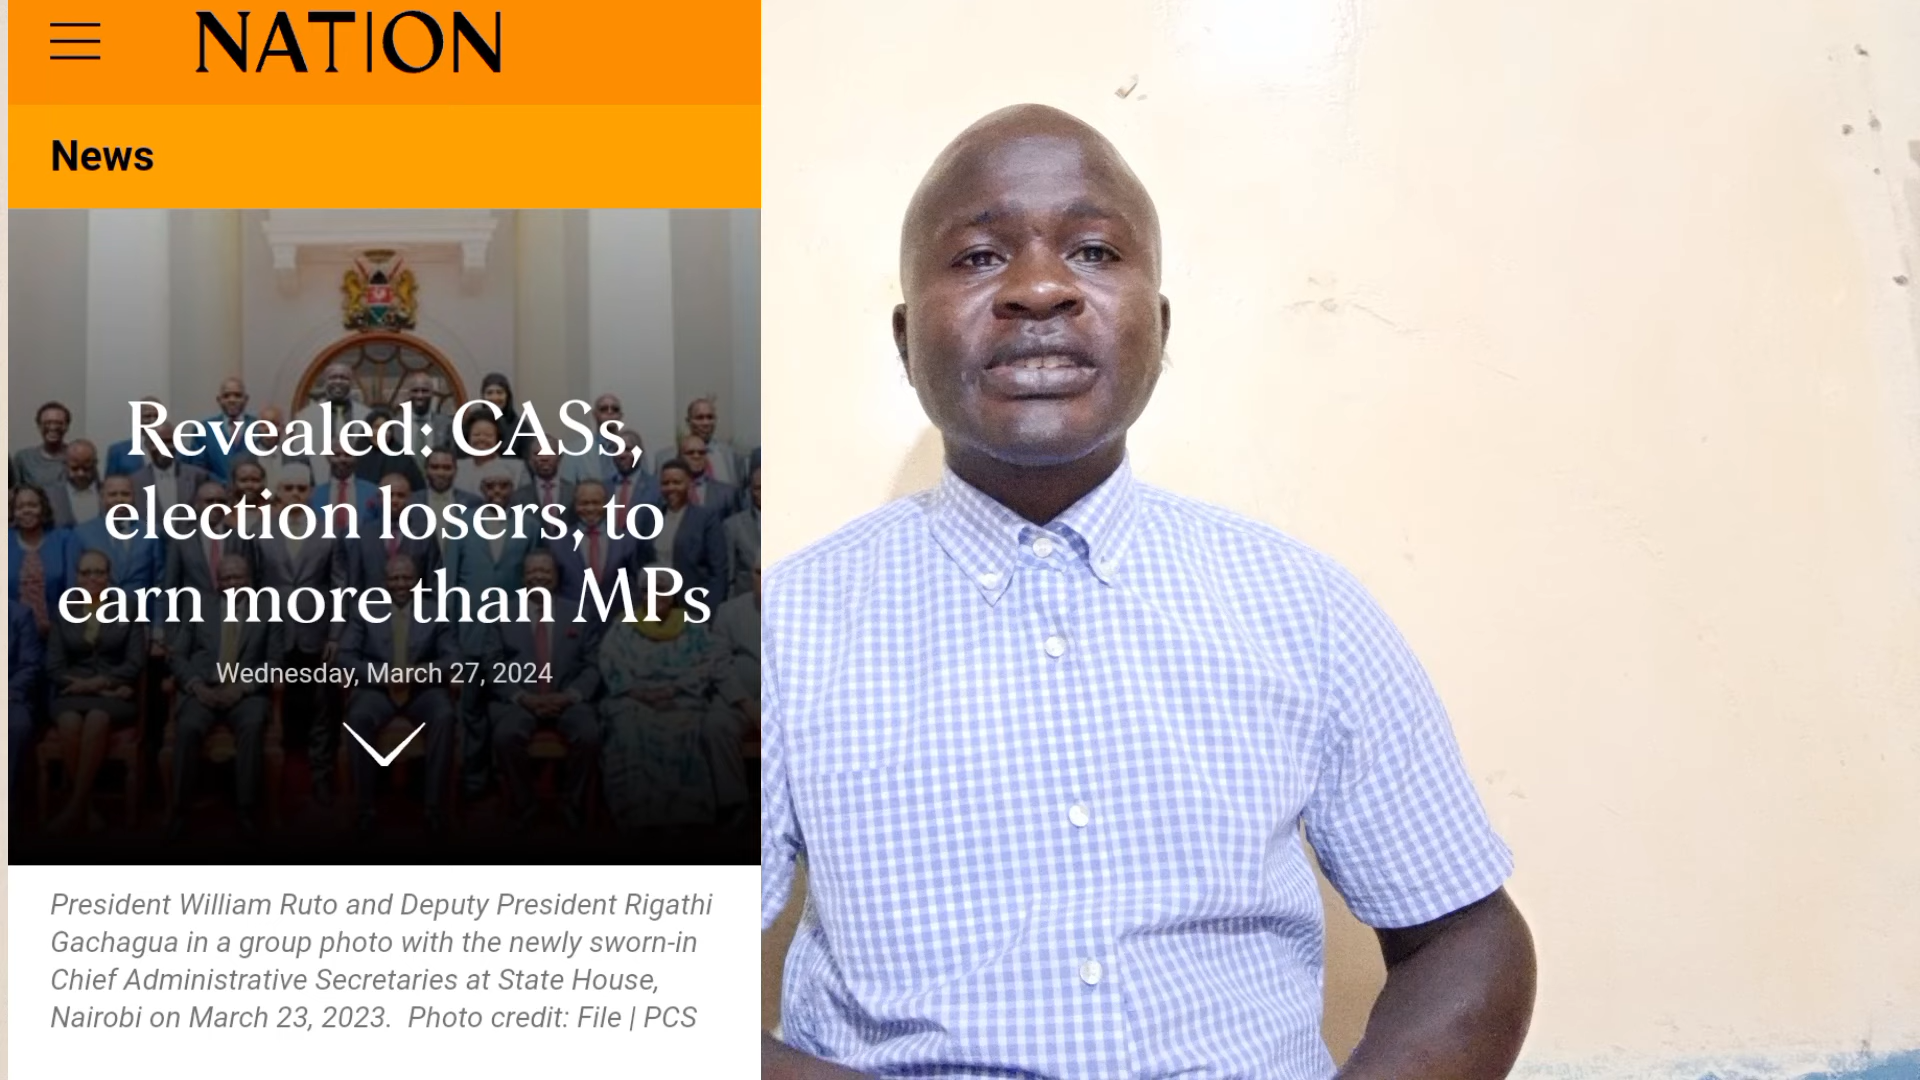 NATION
News
Revealed: CASs,
election losers, to
earn more than MPs
Wednesday, March 27, 2024
President William Ruto and Deputy President Rigathi
Gachagua in a group photo with the newly sworn-in
Chief Administrative Secretaries at State House,
Nairobi on March 23, 2023. Photo credit: File | PCS